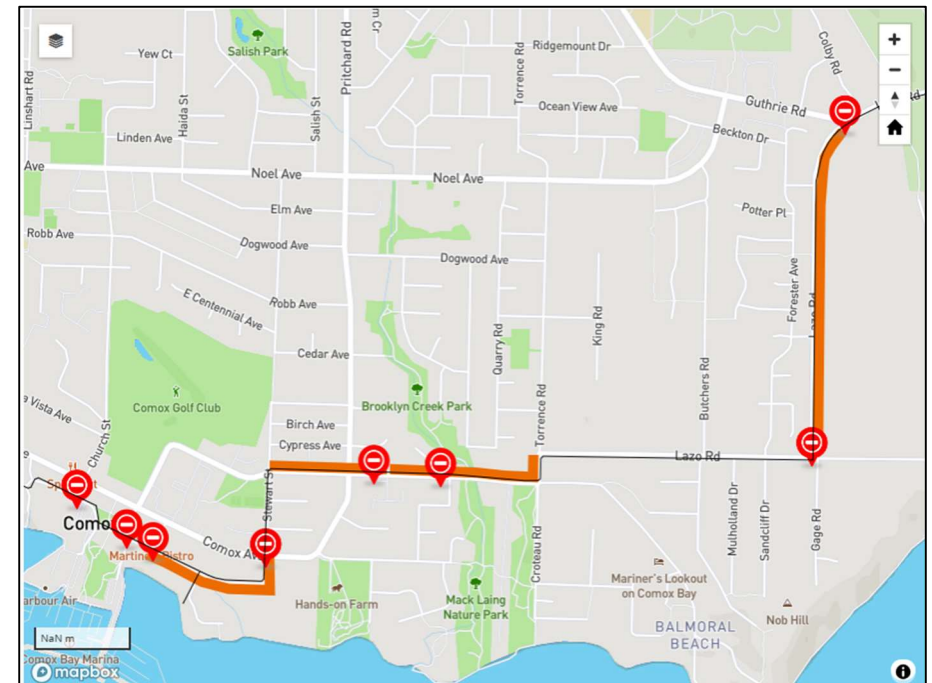 Salish Park
Yew Ct
Pritchard Rd
Torrence Rd
Ridgemount Dr
Colby Rd
Linshart Rd
Haida St
Salish St
Ocean View Ave
Guthrie Rd
Linden Ave
Beckton Dr
Ave
Noel Ave
Noel Ave
Elm Ave
Potter Pl
Robb Ave
Dogwood Ave
Dogwood Ave
Forester Ave
E Centennial Ave
Robb Ave
King Rd
Lazo Rd
Quarry Rd
Cedar Ave
Butchers Rd
Comox Golf Club
Brooklyn Creek Park
a Vista Ave
Church St
Birch Ave
Torrence Rd
Cypress Ave
Lazo Rd
Stewart St
Mulholland Dr
Sandcliff Dr
Gage Rd
Como
Comox Av
Croteau Rd
Mariner's Lookout
on Comox Bay
Hands-on Farm
Mack Laing
Nature Park
Nob Hill
BALMORAL
BEACH
arbour Air
NaN m
Comox Bay Marina
mapbox